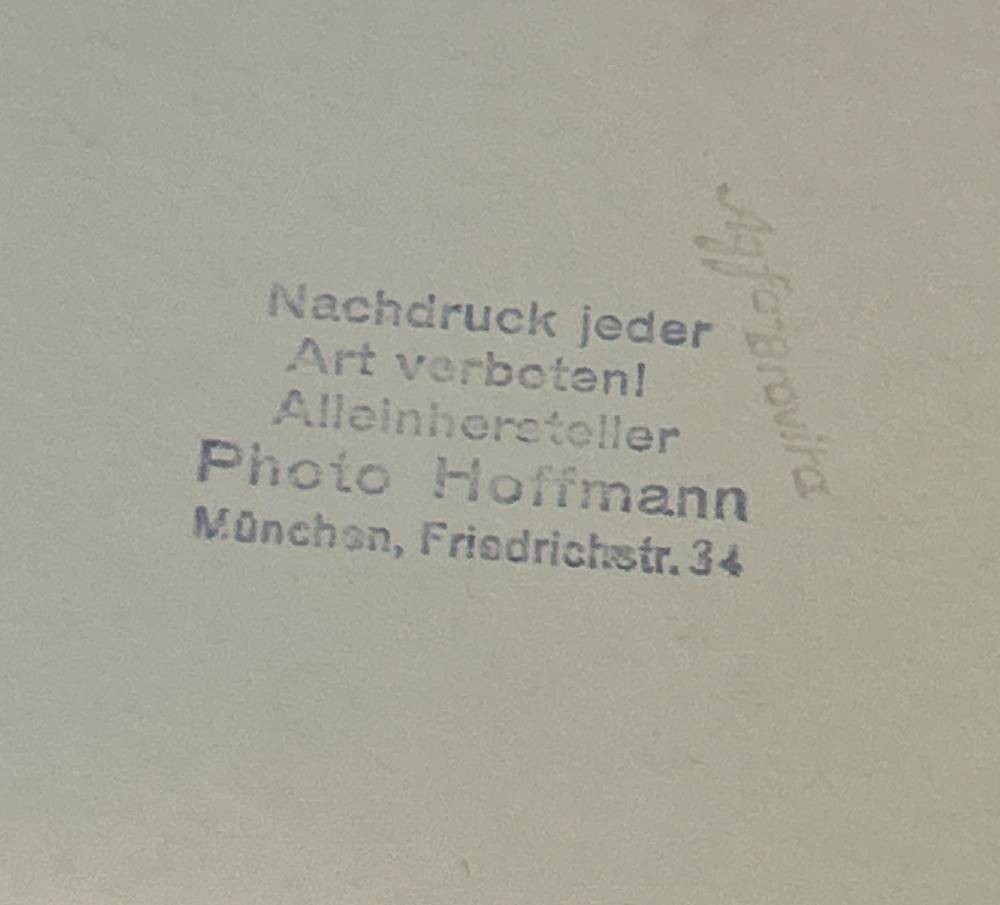 Nachdruck jeder
Art verboten!
Alleinhersteller
Photo Hoffmann
München, Friedrichstr. 34
Agfa-Brovira